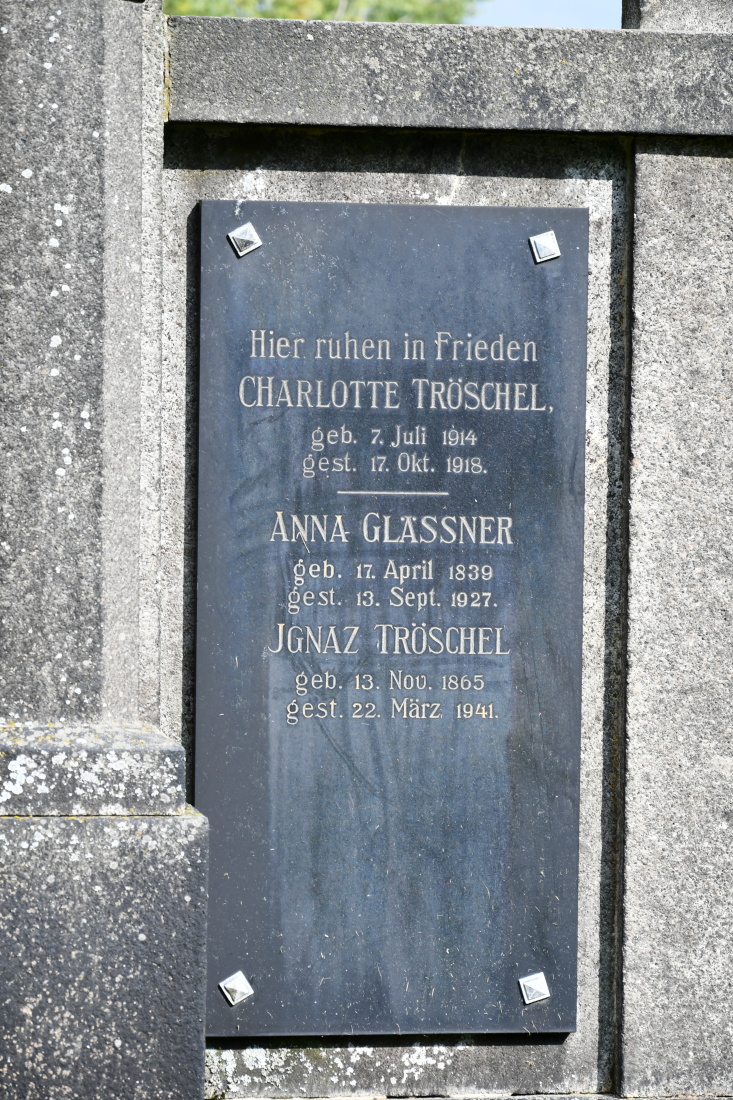 Hier ruhen in Frieden
CHARLOTTE TRÖSCHEL,
geb. 7. Juli 1914
gest. 17. Okt. 1918.
ANNA GLÄSSNER
geb. 17. April 1839
gest. 13. Sept. 1927.
JGNAZ TRÖSCHEL
geb. 13. Nov. 1865
gest. 22. März 1941.